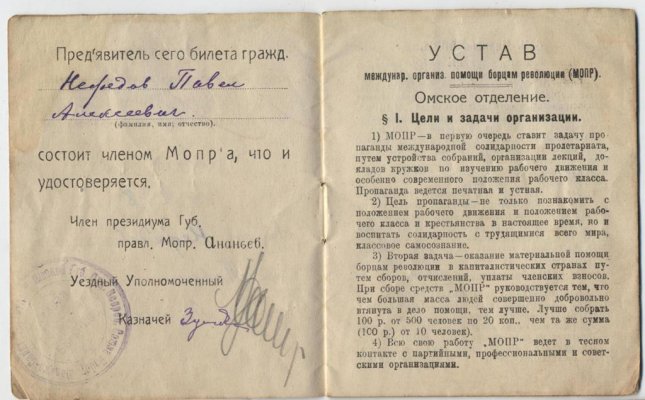 Пред'явитель сего билета гражд.
Нефедов Павел
Алексеевич.
(фамилия, имя, отчество).
состоит членом Мопр'а, что и
удостоверяется.
Член президиума Губ.
правл. Мопр. Ананьев.
Уездный Уполномоченный
Казначей
УСТАВ
междунар. организ. помощи борцам революции (МОПР).
Омское отделение.
§ I. Цели и задачи организации.
1) МОПР—в первую очередь ставит задачу про-
паганды международной солидарности пролетариата,
путем устройства собраний, организации лекций, до-
кладов кружков по изучению рабочего движения и
особенно современного положения рабочего класса.
Пропаганда ведется печатная и устная.
2) Цель пропаганды—не только познакомить с
положением рабочего движения и положением рабо-
чего класса и крестьянства в настоящее время, но и
воспитать солидарность с трудящимися всего мира,
классовое самосознание.
3) Вторая задача—оказание материальной помощи
борцам революции в капиталистических странах пу-
тем сборов, отчислений, уплаты членских взносов.
При сборе средств „МОПР" руководствуется тем, что
чем большая масса людей совершенно добровольно
втянута в дело помощи, тем лучше. Лучше собрать
100 р. от 500 человек по 20 коп., чем та же сумма
(100 р.) от 10 человек).
4) Всю свою работу „МОПР" ведет в тесном
контакте с партийными, профессиональными и совет-
скими организациями.